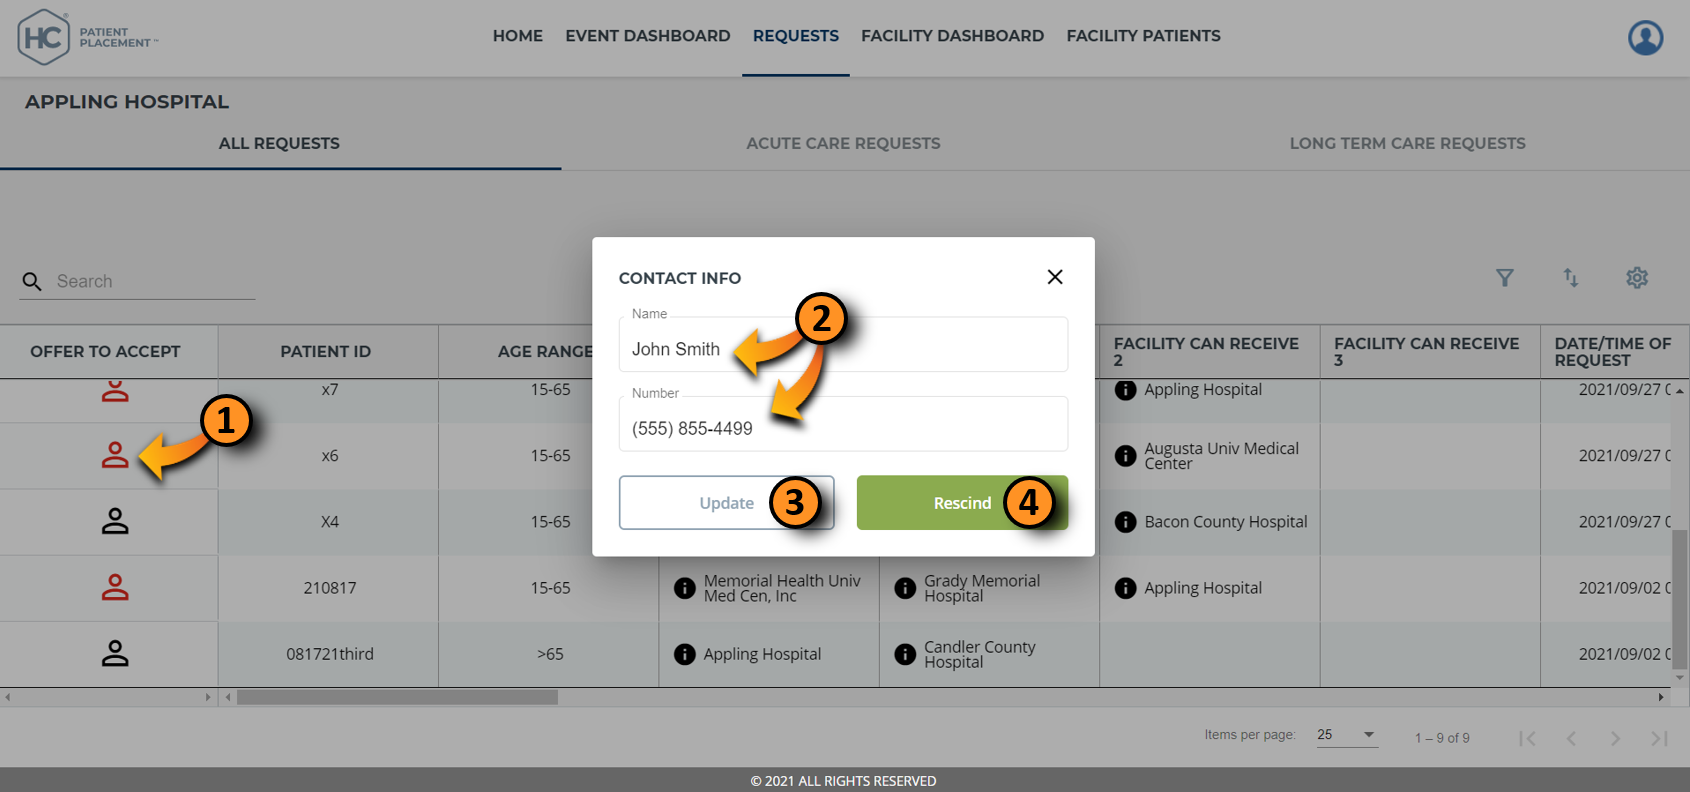 HC PATIENT PLACEMENT™
HOME EVENT DASHBOARD REQUESTS FACILITY DASHBOARD FACILITY PATIENTS
APPLING HOSPITAL
ALL REQUESTS ACUTE CARE REQUESTS LONG TERM CARE REQUESTS
Search
CONTACT INFO
Name
John Smith
2
Number
(555) 855-4499
Update 3 Rescind 4
OFFER TO ACCEPT PATIENT ID AGE RANGE FACILITY CAN RECEIVE 2 FACILITY CAN RECEIVE 3 DATE/TIME OF REQUEST
x7 15-65 Appling Hospital 2021/09/27 0
1
x6 15-65 Augusta Univ Medical Center 2021/09/27 0
X4 15-65 Bacon County Hospital 2021/09/27 0
210817 15-65 Memorial Health Univ Med Cen, Inc Grady Memorial Hospital Appling Hospital 2021/09/02 0
081721third >65 Appling Hospital Candler County Hospital 2021/09/02 0
Items per page: 25 1 – 9 of 9
© 2021 ALL RIGHTS RESERVED